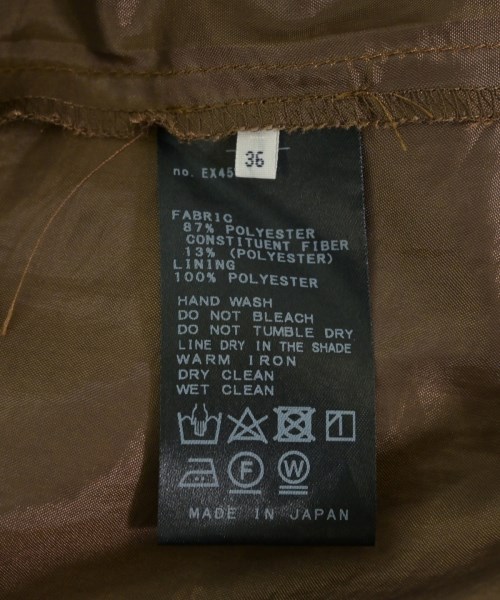 36
no. EX45
FABRIC
87% POLYESTER
CONSTITUENT FIBER
13% (POLYESTER)
LINING
100% POLYESTER
HAND WASH
DO NOT BLEACH
DO NOT TUMBLE DRY
LINE DRY IN THE SHADE
WARM IRON
DRY CLEAN
WET CLEAN
F
W
MADE IN JAPAN